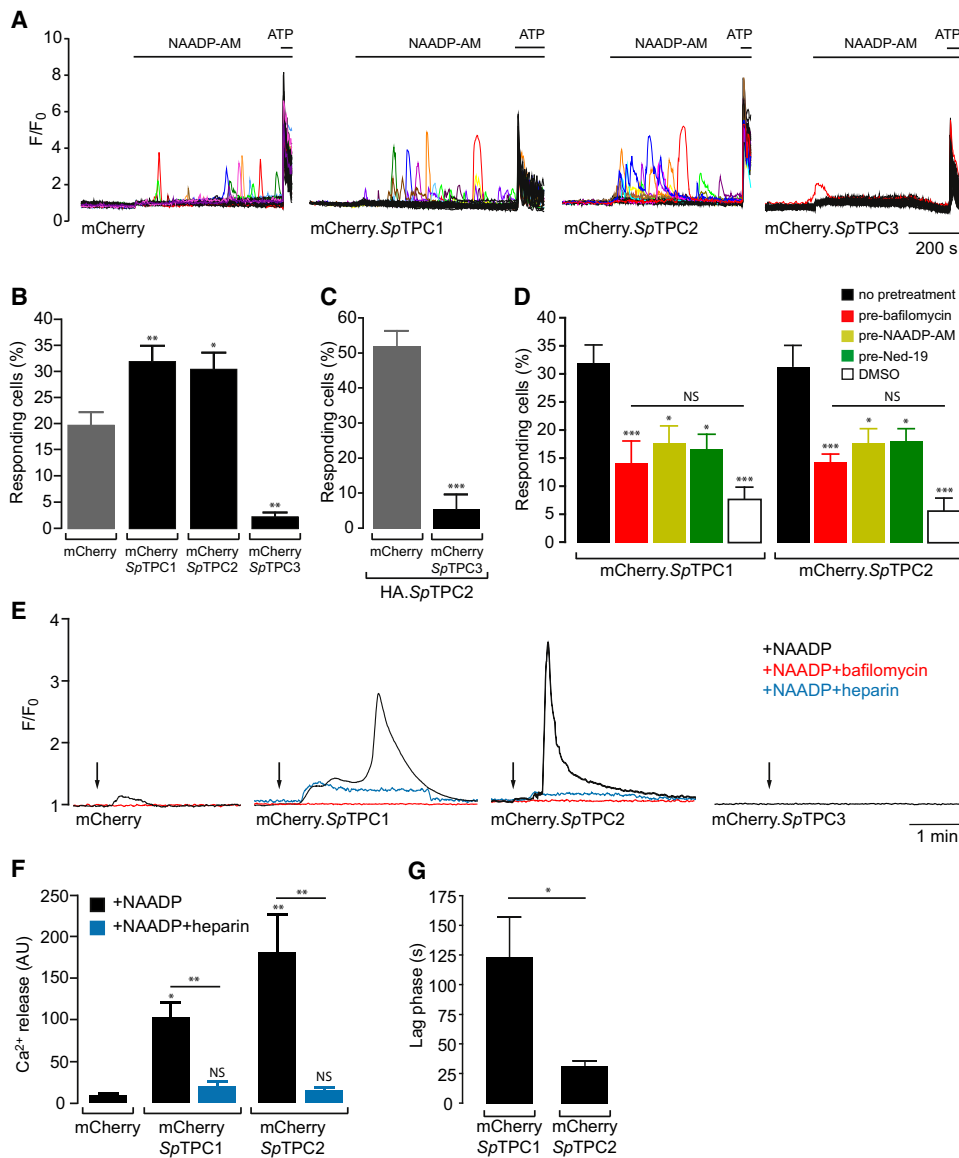 A
ATP
ATP
ATP
ATP
NAADP-AM
NAADP-AM
NAADP-AM
NAADP-AM
10
8
6
4
2
0
F/F0
mCherry
mCherry.SpTPC1
mCherry.SpTPC2
mCherry.SpTPC3
200 s
B
40
35
30
25
20
15
10
5
0
Responding cells (%)
**
*
**
mCherry
mCherry SpTPC1
mCherry SpTPC2
mCherry SpTPC3
C
60
50
40
30
20
10
0
Responding cells (%)
***
mCherry
mCherry SpTPC3
HA.SpTPC2
D
no pretreatment
pre-bafilomycin
pre-NAADP-AM
pre-Ned-19
DMSO
40
35
30
25
20
15
10
5
0
Responding cells (%)
NS
***
*
*
***
NS
***
*
*
***
mCherry.SpTPC1
mCherry.SpTPC2
E
4
3
2
1
F/F0
+NAADP
+NAADP+bafilomycin
+NAADP+heparin
mCherry
mCherry.SpTPC1
mCherry.SpTPC2
mCherry.SpTPC3
1 min
F
250
200
150
100
50
0
Ca2+ release (AU)
+NAADP
+NAADP+heparin
**
*
NS
**
**
NS
mCherry
mCherry
SpTPC1
mCherry
SpTPC2
G
175
150
125
100
75
50
25
0
Lag phase (s)
*
mCherry
SpTPC1
mCherry
SpTPC2